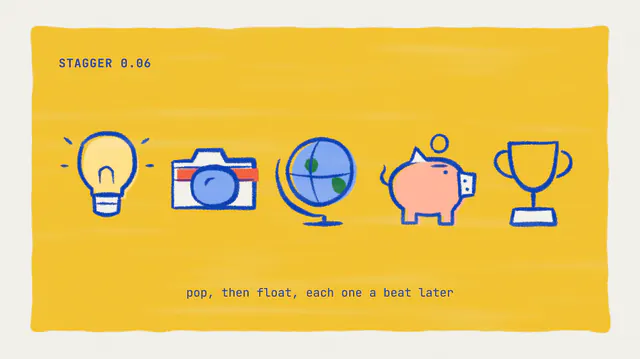 STAGGER 0.06
pop, then float, each one a beat later